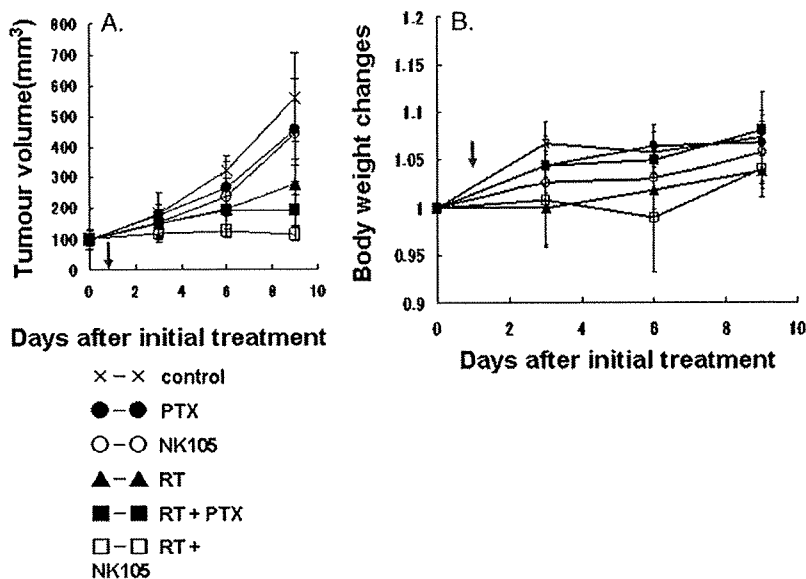 A.
Tumour volume(mm3)
800
700
600
500
400
300
200
100
0
0 2 4 6 8 10
Days after initial treatment
B.
Body weight changes
1.2
1.15
1.1
1.05
1
0.95
0.9
0 2 4 6 8 10
Days after initial treatment
×-× control
●-● PTX
○-○ NK105
▲-▲ RT
■-■ RT + PTX
□-□ RT +
NK105